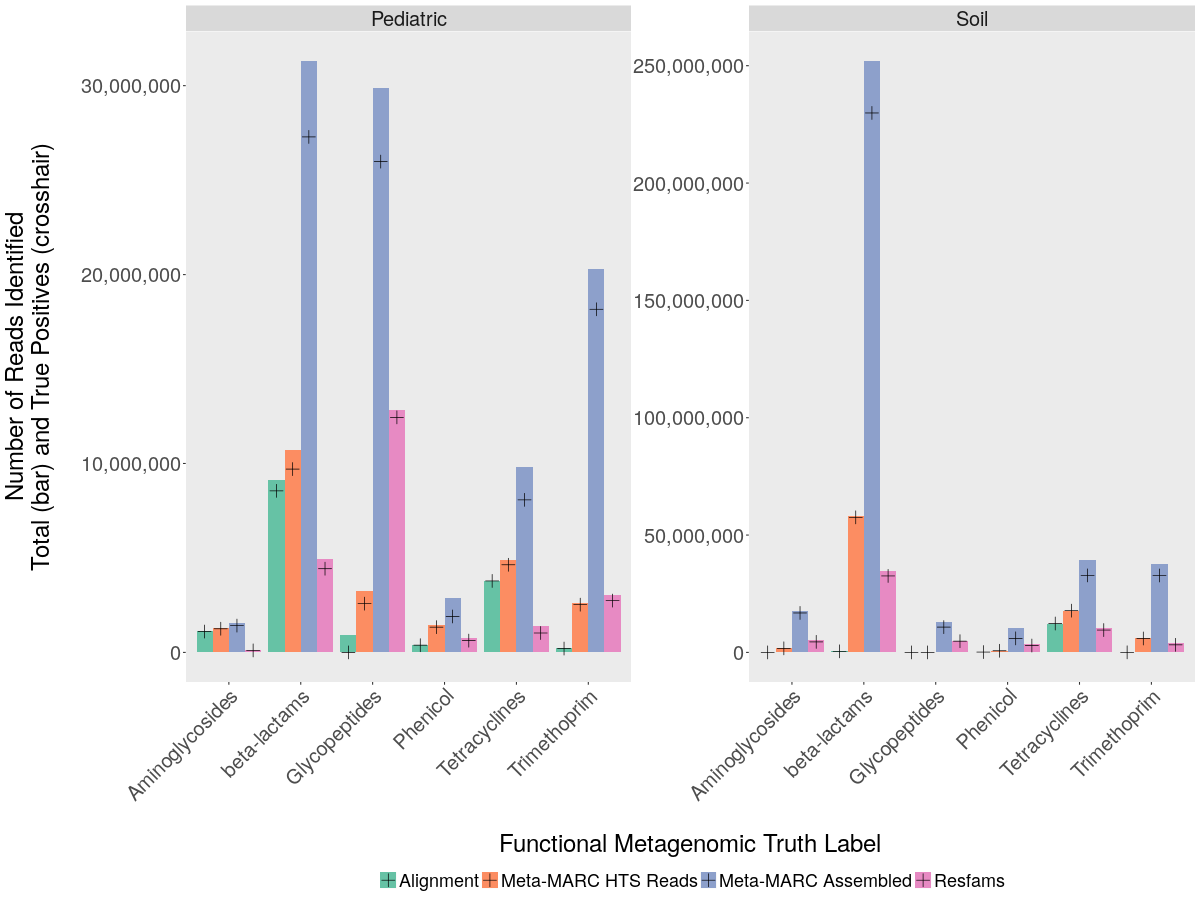 Pediatric
Soil
Number of Reads Identified
Total (bar) and True Positives (crosshair)
30,000,000
20,000,000
10,000,000
0
250,000,000
200,000,000
150,000,000
100,000,000
50,000,000
0
Aminoglycosides
beta-lactams
Glycopeptides
Phenicol
Tetracyclines
Trimethoprim
Aminoglycosides
beta-lactams
Glycopeptides
Phenicol
Tetracyclines
Trimethoprim
Functional Metagenomic Truth Label
Alignment Meta-MARC HTS Reads Meta-MARC Assembled Resfams